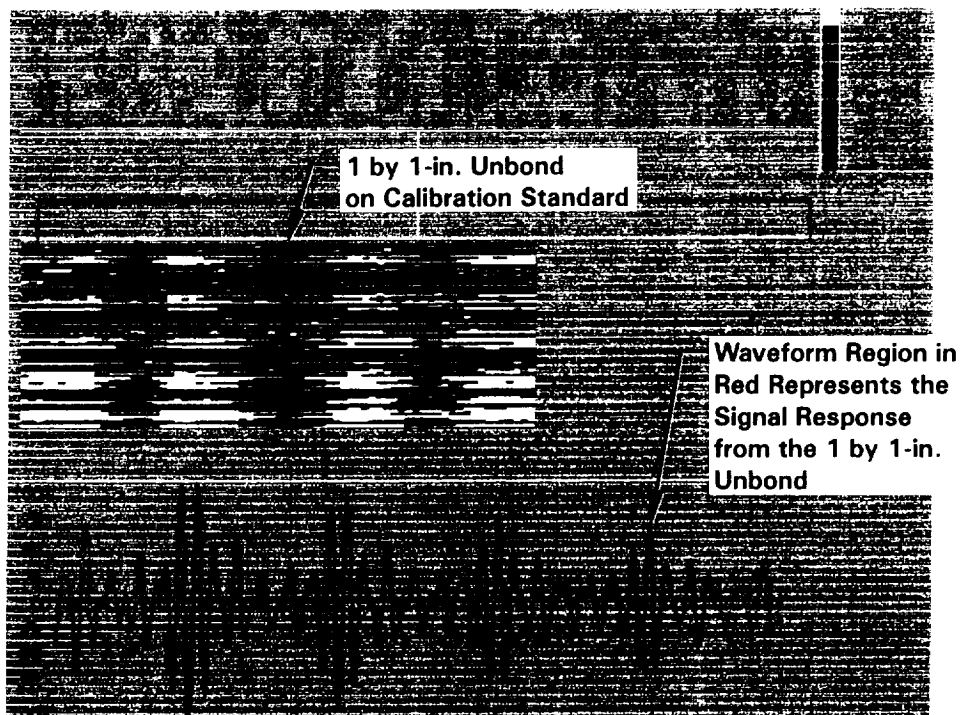 1 by 1-in. Unbond
on Calibration Standard
Waveform Region in
Red Represents the
Signal Response
from the 1 by 1-in.
Unbond